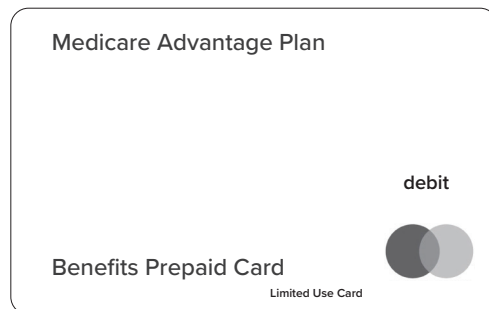 Medicare Advantage Plan
debit
Benefits Prepaid Card
Limited Use Card